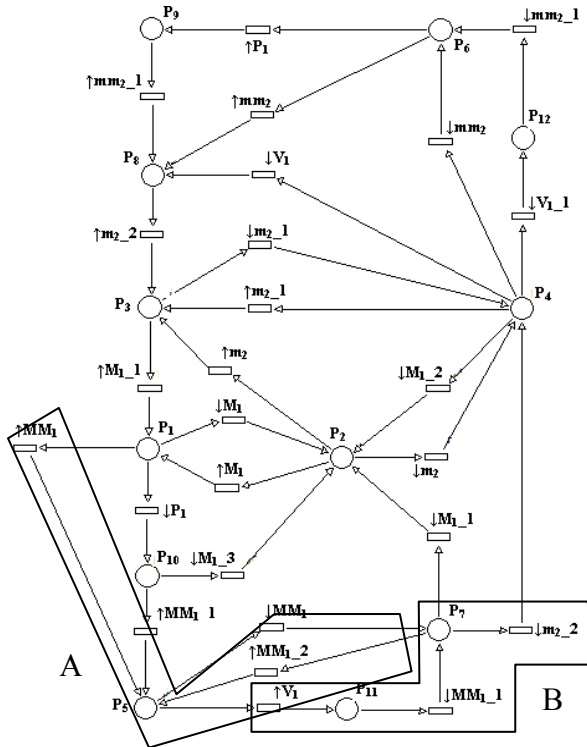 P₉
↓mm₂_1
↑P₁
P₆
↑mm₂_1
↑mm₂
↓mm₂
P₁₂
P₈
↓V₁
↓V₁_1
↑m₂_2
↓m₂_1
P₃
↑m₂_1
P₄
↑m₂
↑M₁_1
↓M₁_2
↑MM₁
P₁
↓M₁
P₂
↑M₁
↓m₂
↓P₁
↓M₁_1
P₁₀
↓M₁_3
↑MM₁_1
↓MM₁
P₇
A
↑MM₁_2
↓m₂_2
P₅
↑V₁
P₁₁
↓MM₁_1
B